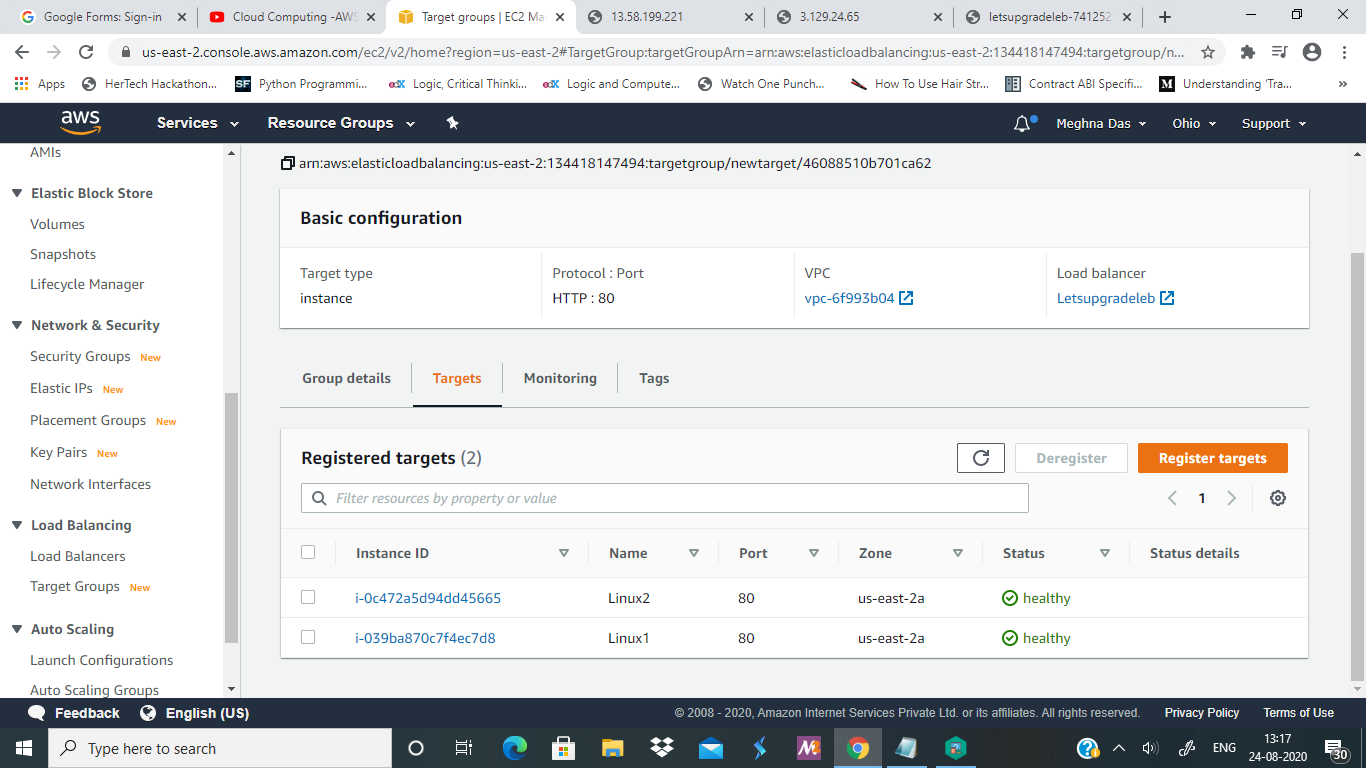 Google Forms: Sign-in
Cloud Computing -AWS
Target groups | EC2 Ma
13.58.199.221
3.129.24.65
letsupgradeleb-741252
us-east-2.console.aws.amazon.com/ec2/v2/home?region=us-east-2#TargetGroup:targetGroupArn=arn:aws:elasticloadbalancing:us-east-2:134418147494:targetgroup/n...
Apps
HerTech Hackathon...
SF Python Programmi...
edX Logic, Critical Thinki...
edX Logic and Compute...
Watch One Punch...
How To Use Hair Str...
Contract ABI Specifi...
M Understanding 'Tra...
»
aws
Services
Resource Groups
Meghna Das
Ohio
Support
AMIs
Elastic Block Store
Volumes
Snapshots
Lifecycle Manager
Network & Security
Security Groups New
Elastic IPs New
Placement Groups New
Key Pairs New
Network Interfaces
Load Balancing
Load Balancers
Target Groups New
Auto Scaling
Launch Configurations
Auto Scaling Groups
arn:aws:elasticloadbalancing:us-east-2:134418147494:targetgroup/newtarget/46088510b701ca62
Basic configuration
Target type
instance
Protocol : Port
HTTP : 80
VPC
vpc-6f993b04
Load balancer
Letsupgradeleb
Group details
Targets
Monitoring
Tags
Registered targets (2)
Deregister
Register targets
Filter resources by property or value
1
Instance ID Name Port Zone Status Status details
i-0c472a5d94dd45665 Linux2 80 us-east-2a healthy
i-039ba870c7f4ec7d8 Linux1 80 us-east-2a healthy
Feedback
English (US)
© 2008 - 2020, Amazon Internet Services Private Ltd. or its affiliates. All rights reserved.
Privacy Policy
Terms of Use
Type here to search
ENG
13:17
24-08-2020
30